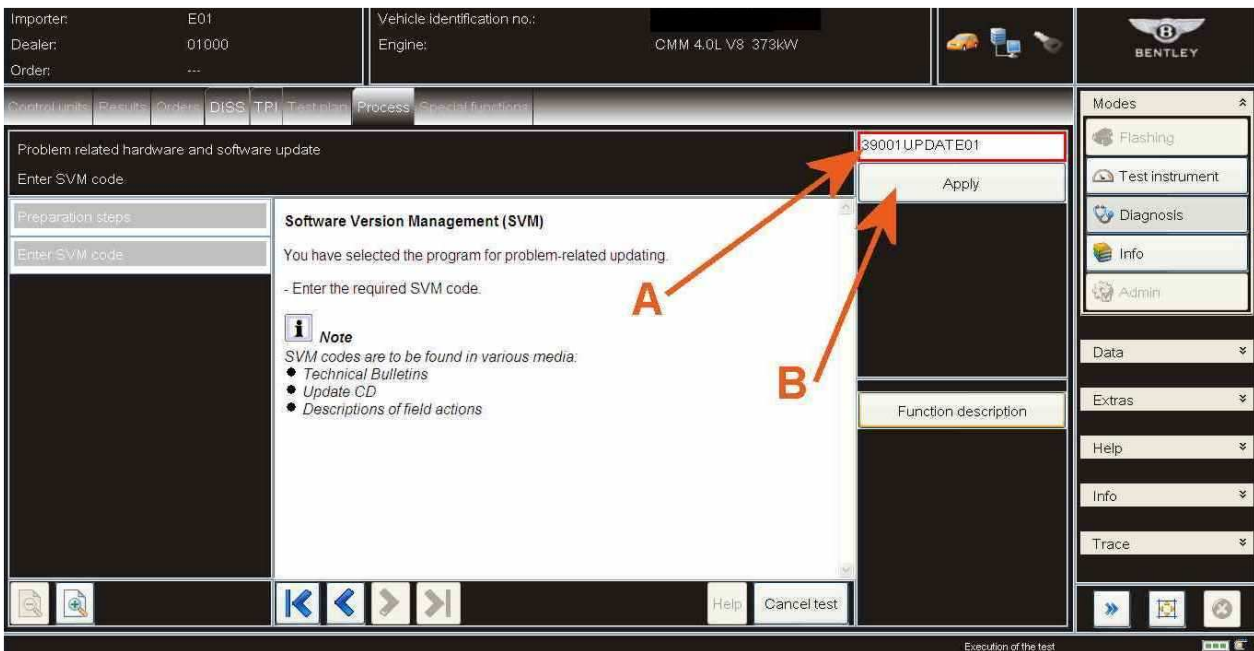 Importer: E01
Dealer: 01000
Order: ---
Vehicle identification no.:
Engine: CMM 4.0L V8 373kW
B
BENTLEY
Control units Results Orders DISS TPI Test plan Process Special functions
Problem related hardware and software update
Enter SVM code
39001UPDATE01
Apply
Preparation steps
Enter SVM code
Software Version Management (SVM)
You have selected the program for problem-related updating.
- Enter the required SVM code.
i Note
SVM codes are to be found in various media:
● Technical Bulletins
● Update CD
● Descriptions of field actions
A
B
Function description
Help
Cancel test
Modes
Flashing
Test instrument
Diagnosis
Info
Admin
Data
Extras
Help
Info
Trace
Execution of the test